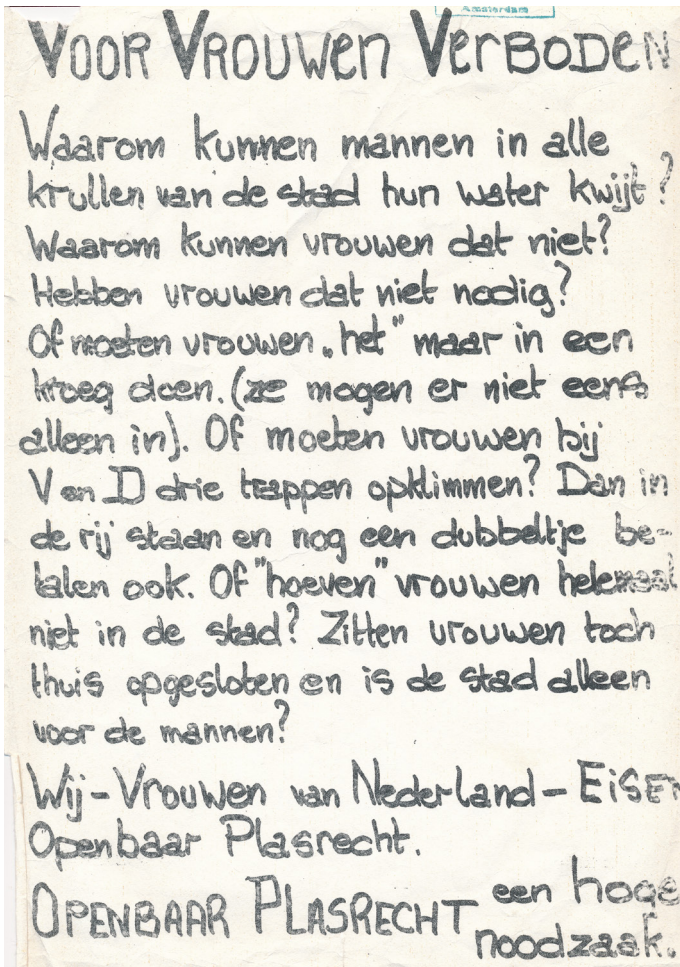 Amsterdam
VOOR VROUWEN VERBODEN
Waarom kunnen mannen in alle
krullen van de stad hun water kwijt?
Waarom kunnen vrouwen dat niet?
Hebben vrouwen dat niet nodig?
Of moeten vrouwen „het" maar in een
kroeg doen. (ze mogen er niet eens
alleen in). Of moeten vrouwen bij
V en D drie trappen opklimmen? Dan in
de rij staan en nog een dubbeltje be-
talen ook. Of "hoeven" vrouwen helemaal
niet in de stad? Zitten vrouwen toch
thuis opgesloten en is de stad alleen
voor de mannen?
Wij - Vrouwen van Nederland - EISEN
Openbaar Plasrecht.
OPENBAAR PLASRECHT een hoge
noodzaak.